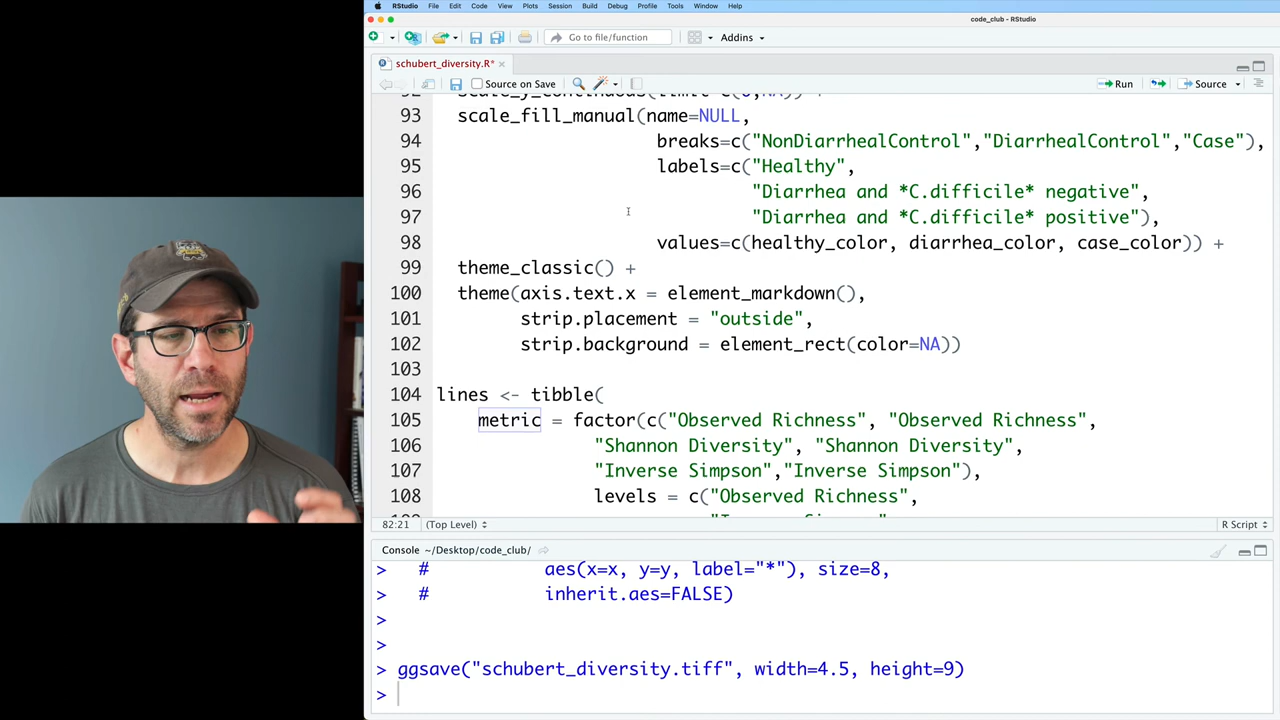 RStudio File Edit Code View Plots Session Build Debug Profile Tools Window Help
code_club - RStudio
Go to file/function Addins
schubert_diversity.R*
Source on Save Run Source
93 scale_fill_manual(name=NULL,
94 breaks=c("NonDiarrhealControl","DiarrhealControl","Case"),
95 labels=c("Healthy",
96 "Diarrhea and *C.difficile* negative",
97 "Diarrhea and *C.difficile* positive"),
98 values=c(healthy_color, diarrhea_color, case_color)) +
99 theme_classic() +
100 theme(axis.text.x = element_markdown(),
101 strip.placement = "outside",
102 strip.background = element_rect(color=NA))
103
104 lines <- tibble(
105 metric = factor(c("Observed Richness", "Observed Richness",
106 "Shannon Diversity", "Shannon Diversity",
107 "Inverse Simpson","Inverse Simpson"),
108 levels = c("Observed Richness",
82:21 (Top Level) R Script
Console ~/Desktop/code_club/
> # aes(x=x, y=y, label="*"), size=8,
> # inherit.aes=FALSE)
>
>
> ggsave("schubert_diversity.tiff", width=4.5, height=9)
>